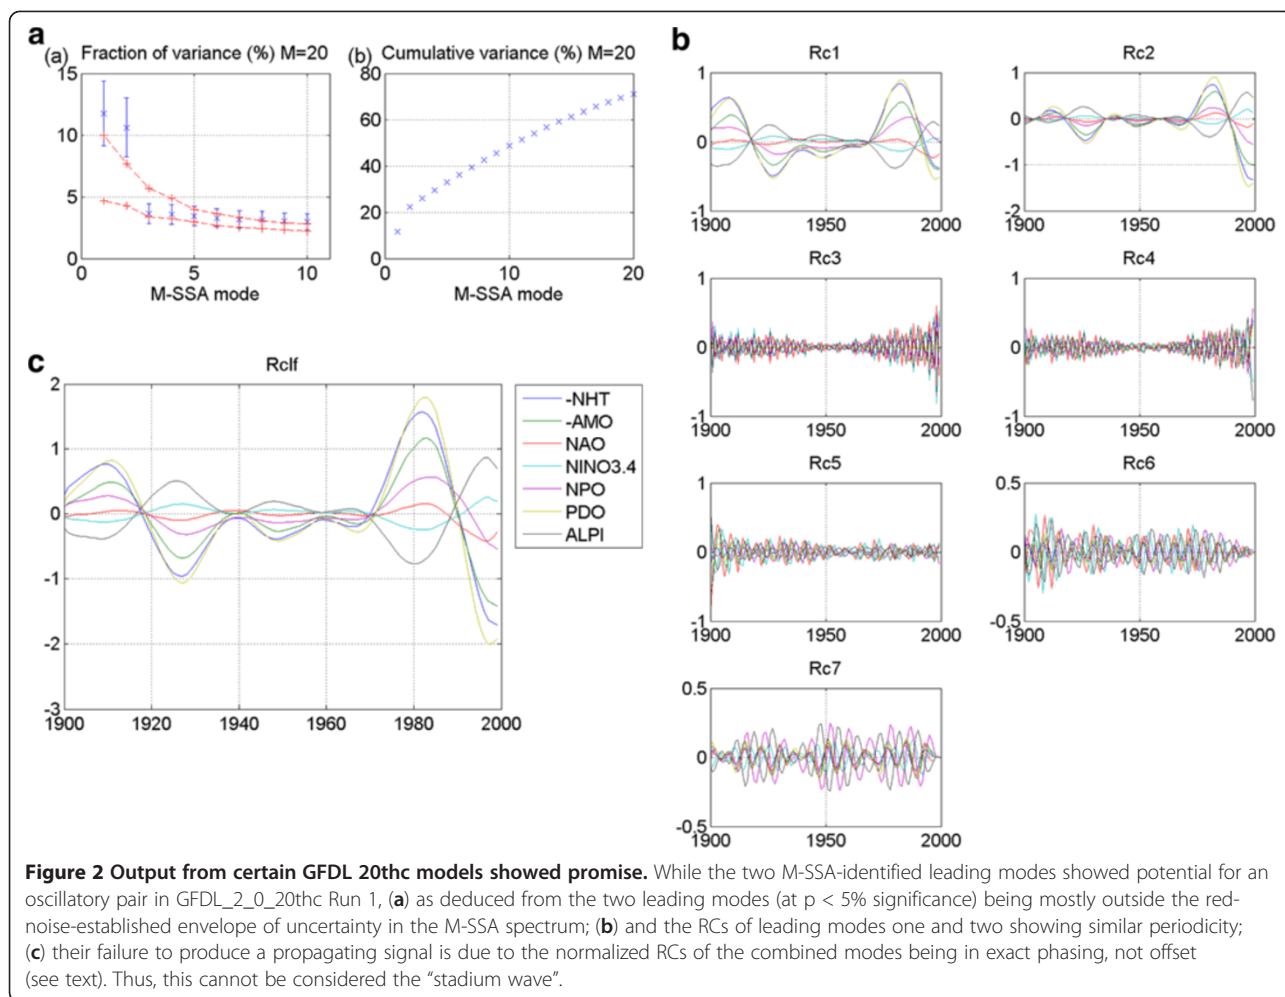 a
(a) Fraction of variance (%) M=20
15
10
5
0
0 5 10
M-SSA mode
(b) Cumulative variance (%) M=20
80
60
40
20
0
0 10 20
M-SSA mode
b
Rc1
1
0
-1
1900 1950 2000
Rc2
1
0
-1
-2
1900 1950 2000
Rc3
1
0
-1
1900 1950 2000
Rc4
1
0
-1
1900 1950 2000
Rc5
1
0
-1
1900 1950 2000
Rc6
0.5
0
-0.5
1900 1950 2000
Rc7
0.5
0
-0.5
1900 1950 2000
c
Rclf
2
1
0
-1
-2
-3
1900 1920 1940 1960 1980 2000
-NHT
-AMO
NAO
NINO3.4
NPO
PDO
ALPI
Figure 2 Output from certain GFDL 20thc models showed promise. While the two M-SSA-identified leading modes showed potential for an
oscillatory pair in GFDL_2_0_20thc Run 1, (a) as deduced from the two leading modes (at p < 5% significance) being mostly outside the red-
noise-established envelope of uncertainty in the M-SSA spectrum; (b) and the RCs of leading modes one and two showing similar periodicity;
(c) their failure to produce a propagating signal is due to the normalized RCs of the combined modes being in exact phasing, not offset
(see text). Thus, this cannot be considered the “stadium wave”.